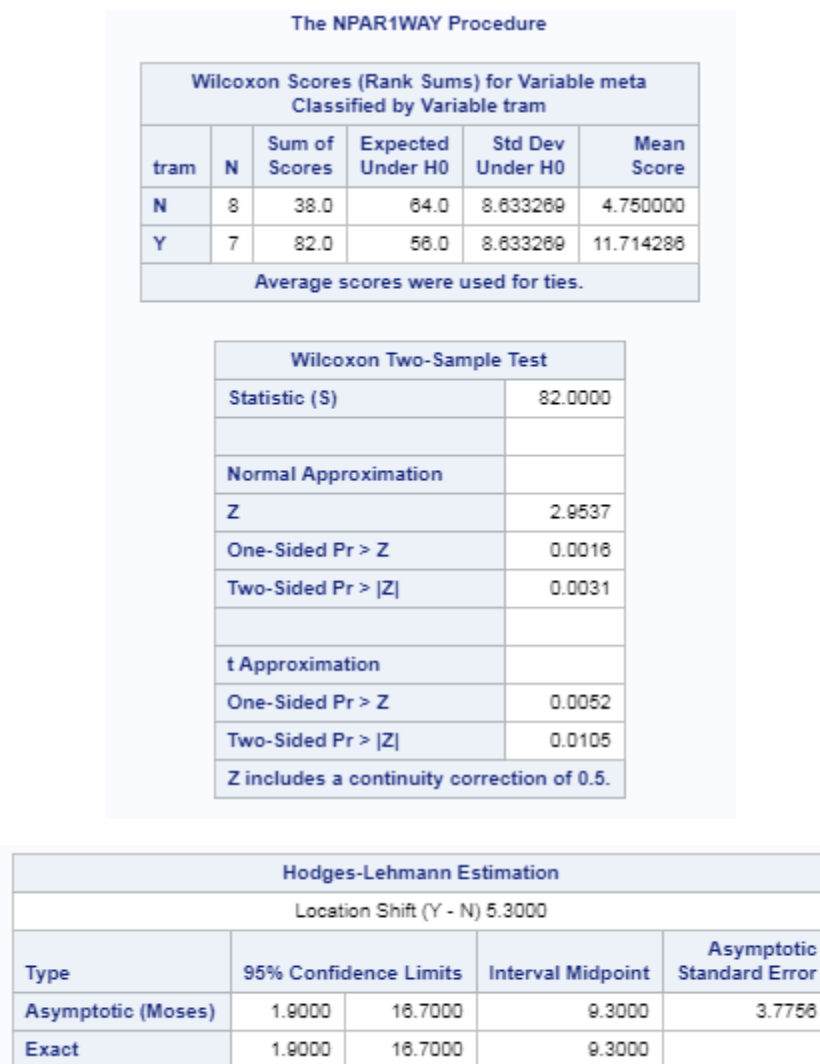 The NPAR1WAY Procedure
Wilcoxon Scores (Rank Sums) for Variable meta
Classified by Variable tram
tram N Sum of Scores Expected Under H0 Std Dev Under H0 Mean Score
N 8 38.0 64.0 8.633269 4.750000
Y 7 82.0 56.0 8.633269 11.714286
Average scores were used for ties.
Wilcoxon Two-Sample Test
Statistic (S) 82.0000
Normal Approximation
Z 2.9537
One-Sided Pr > Z 0.0016
Two-Sided Pr > |Z| 0.0031
t Approximation
One-Sided Pr > Z 0.0052
Two-Sided Pr > |Z| 0.0105
Z includes a continuity correction of 0.5.
Hodges-Lehmann Estimation
Location Shift (Y - N) 5.3000
Type 95% Confidence Limits Interval Midpoint Asymptotic Standard Error
Asymptotic (Moses) 1.9000 16.7000 9.3000 3.7756
Exact 1.9000 16.7000 9.3000